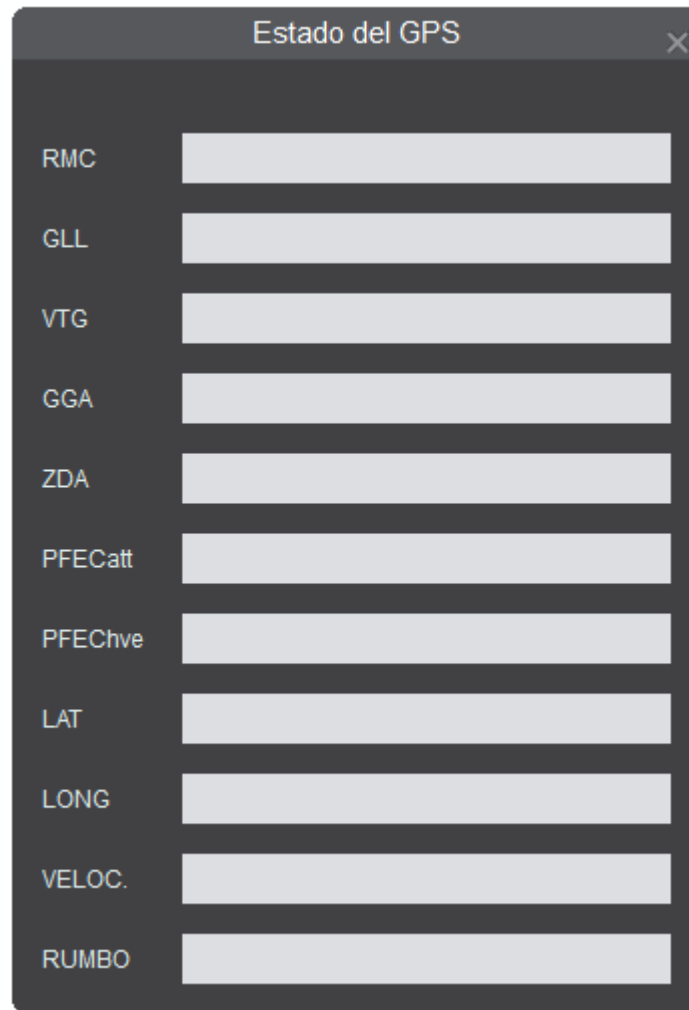 Estado del GPS
RMC
GLL
VTG
GGA
ZDA
PFECatt
PFEChve
LAT
LONG
VELOC.
RUMBO